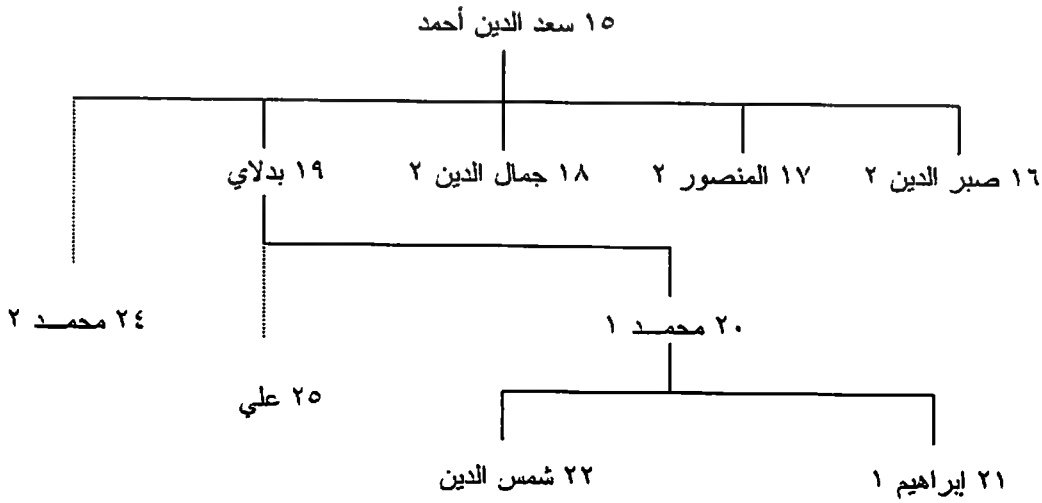 ١٥ سعد الدين أحمد
١٦ صبر الدين ٢
١٧ المنصور ٢
١٨ جمال الدين ٢
١٩ بدلاي
٢٠ محمد ١
٢٤ محمد ٢
٢٥ علي
٢١ ابراهيم ١
٢٢ شمس الدين